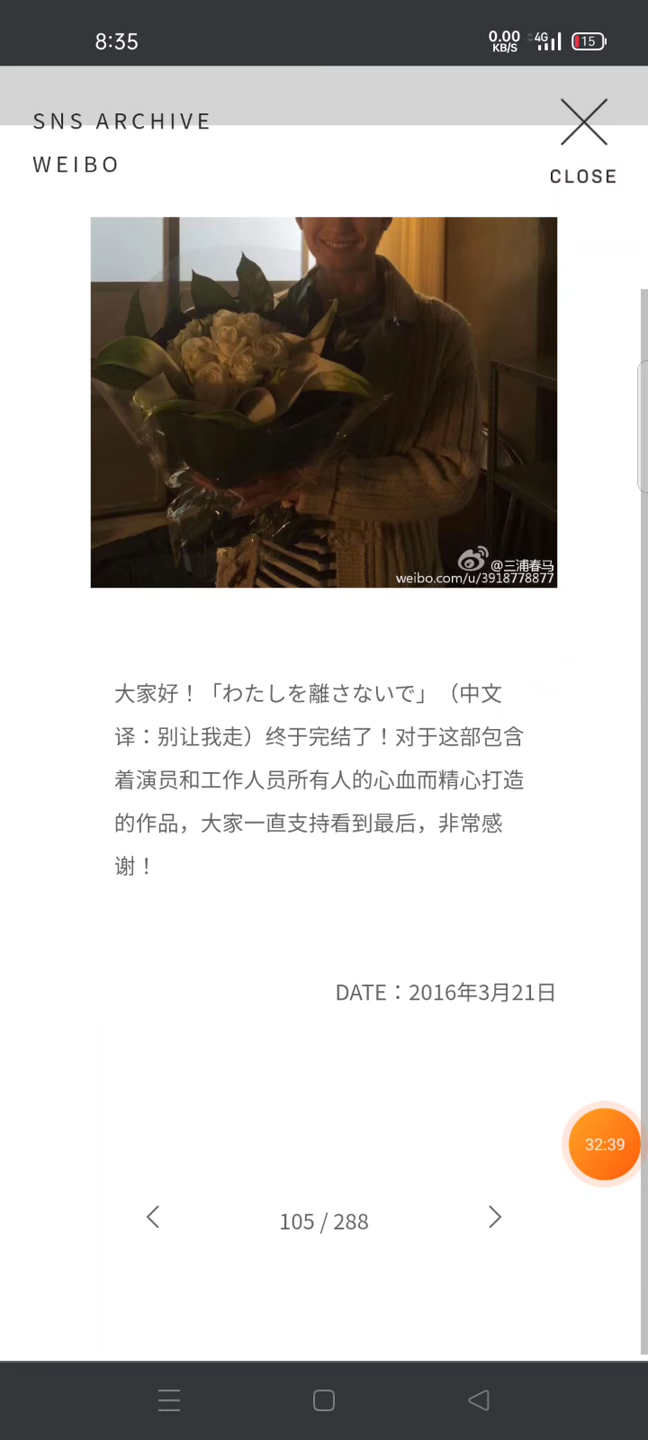 8:35
0.00
KB/S
4G
15
SNS ARCHIVE
WEIBO
CLOSE
@三浦春马
weibo.com/u/3918778877
大家好！「わたしを離さないで」（中文
译：别让我走）终于完结了！对于这部包含
着演员和工作人员所有人的心血而精心打造
的作品，大家一直支持看到最后，非常感
谢！
DATE：2016年3月21日
32:39
105 / 288